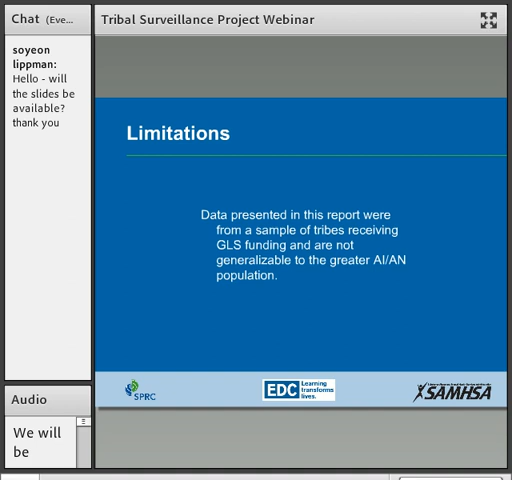 Chat (Eve...
Tribal Surveillance Project Webinar
soyeon
lippman:
Hello - will
the slides be
available?
thank you
Limitations
Data presented in this report were
from a sample of tribes receiving
GLS funding and are not
generalizable to the greater AI/AN
population.
SPRC
EDC
Learning
transforms
lives.
SAMHSA
Audio
We will
be